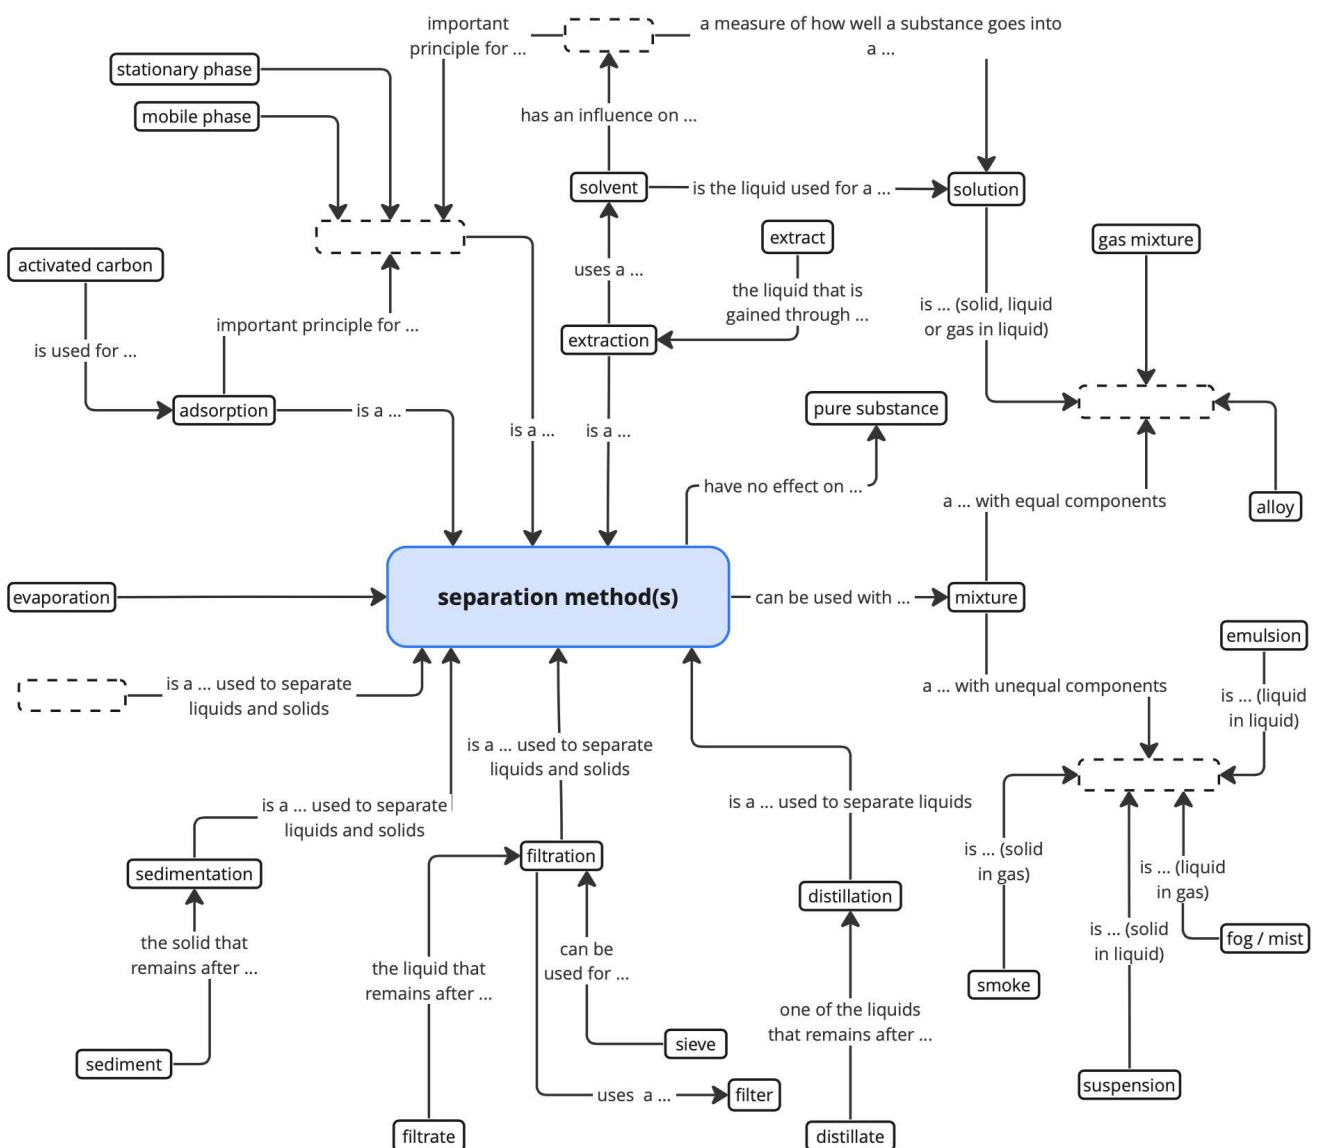 important
principle for ...
a measure of how well a substance goes into
a ...
stationary phase
mobile phase
has an influence on ...
solvent
is the liquid used for a ...
solution
extract
gas mixture
activated carbon
uses a ...
the liquid that is
gained through ...
is ... (solid, liquid
or gas in liquid)
important principle for ...
is used for ...
extraction
adsorption
is a ...
is a ...
is a ...
pure substance
have no effect on ...
a ... with equal components
alloy
evaporation
separation method(s)
can be used with ...
mixture
emulsion
is a ... used to separate
liquids and solids
a ... with unequal components
is ... (liquid
in liquid)
is a ... used to separate
liquids and solids
is a ... used to separate
liquids and solids
is a ... used to separate liquids
sedimentation
filtration
is ... (solid
in gas)
is ... (liquid
in gas)
distillation
the solid that
remains after ...
can be
used for ...
is ... (solid
in liquid)
fog / mist
the liquid that
remains after ...
smoke
one of the liquids
that remains after ...
sieve
sediment
suspension
uses a ...
filter
filtrate
distillate